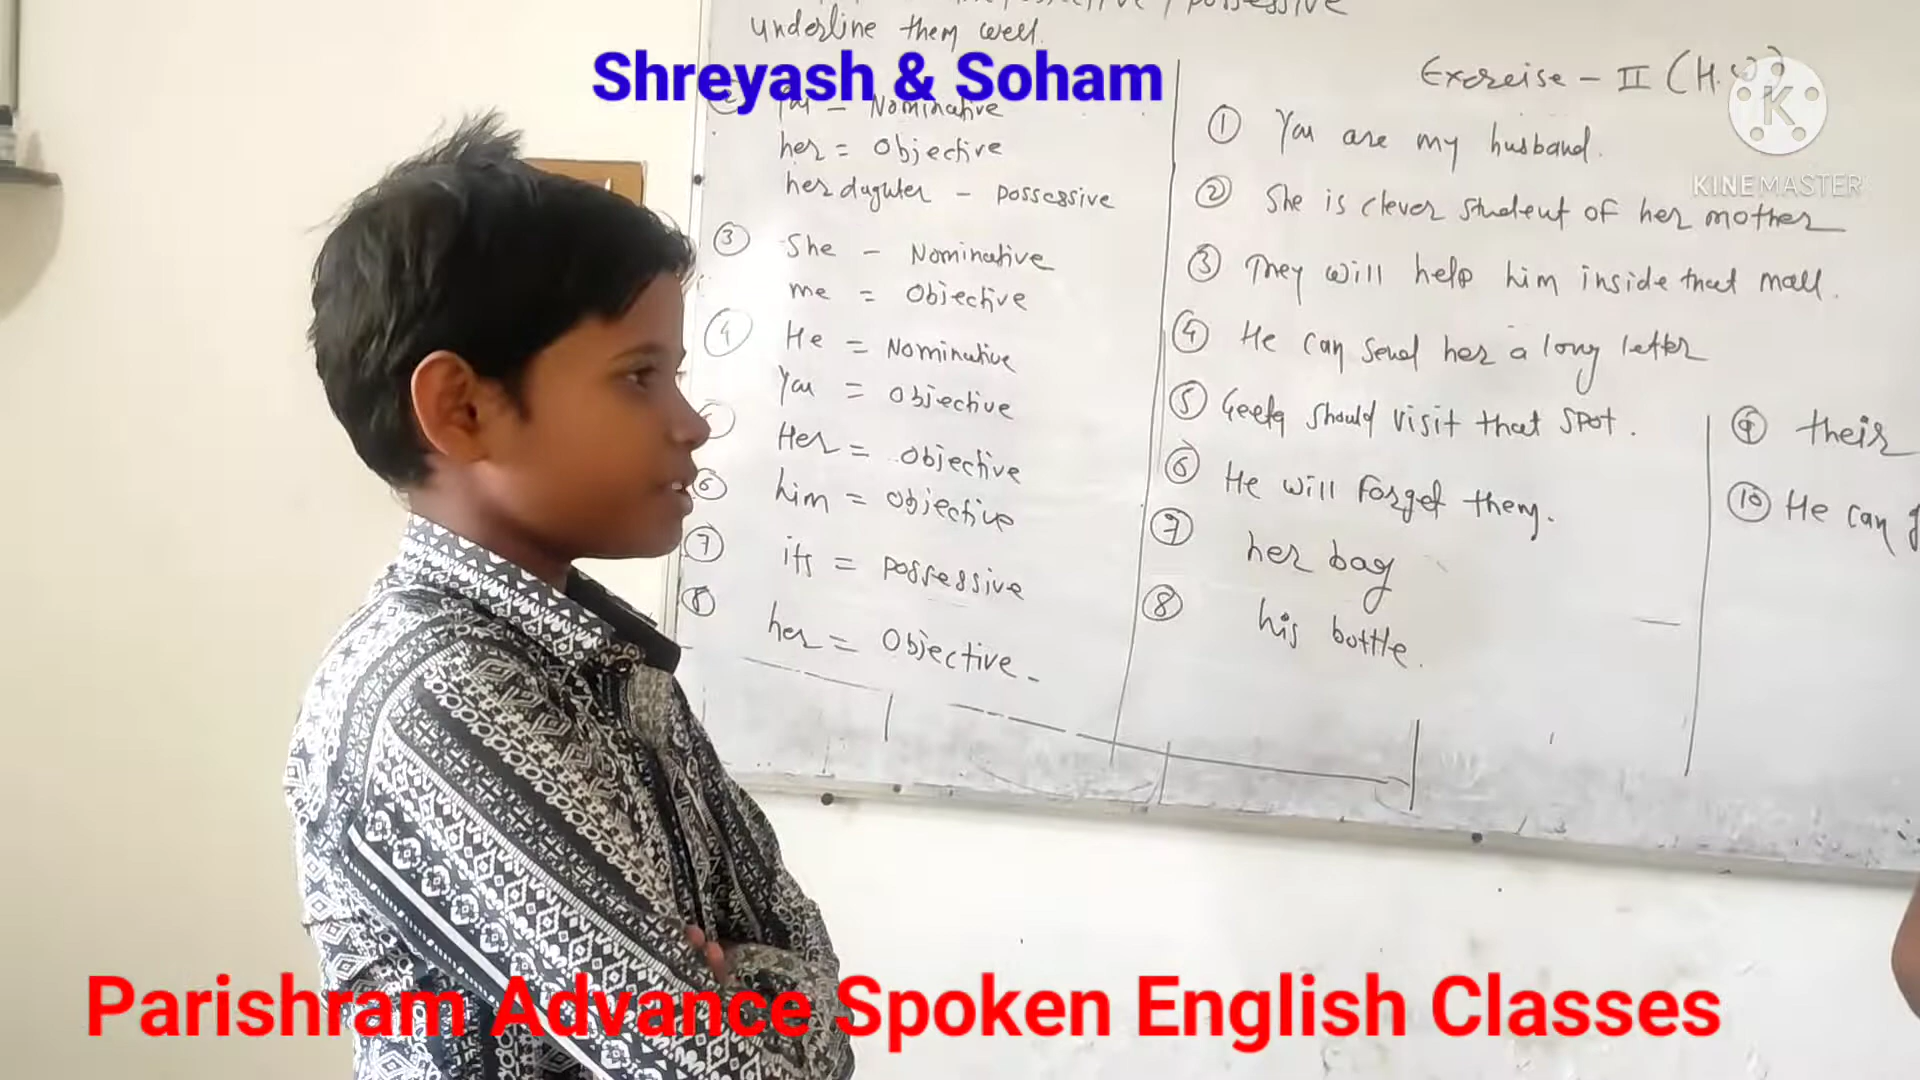 underline them well.
Shreyash & Soham
You - Nominative
her = Objective
her daguter - possessive
③ She - Nominative
me = Objective
④ He = Nominative
You = Objective
Her = Objective
⑥ him = Objective
⑦ its = possessive
⑧ her = Objective.
Exercise - II (H.W)
① You are my husband.
② She is clever student of her mother
③ They will help him inside that mall.
④ He can send her a long letter
⑤ Geeta should visit that spot.
⑥ He will forget them.
⑦ her bag
⑧ his bottle.
⑨ their
⑩ He can
K
KINEMASTER
Parishram Advance Spoken English Classes